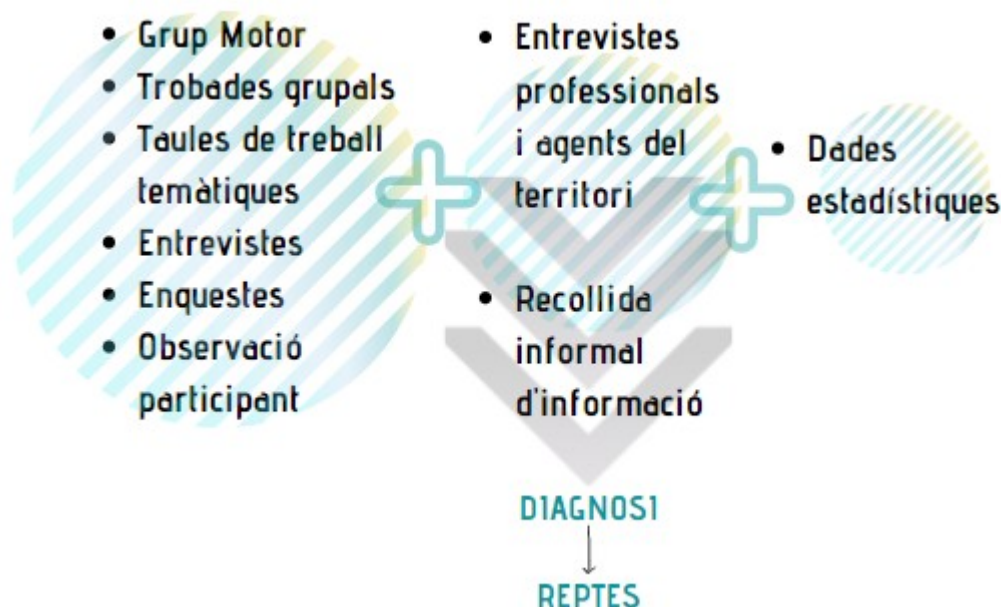 • Grup Motor
• Trobades grupals
• Taules de treball
temàtiques
• Entrevistes
• Enquestes
• Observació
participant
• Entrevistes
professionals
i agents del
territori
• Recollida
informal
d'informació
• Dades
estadístiques
DIAGNOSI
REPTES